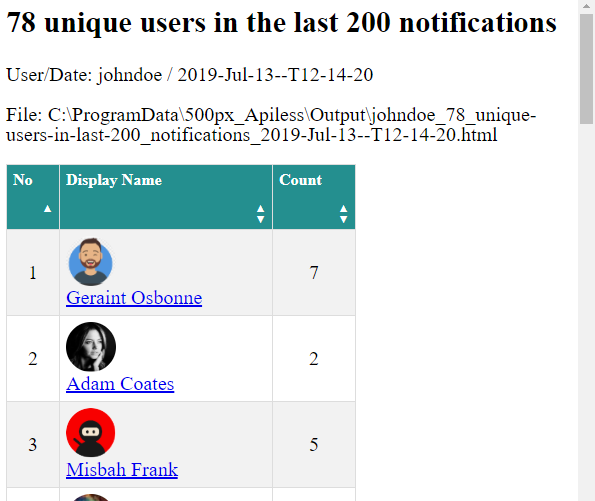 78 unique users in the last 200 notifications
User/Date: johndoe / 2019-Jul-13--T12-14-20
File: C:\ProgramData\500px_Apiless\Output\johndoe_78_unique-
users-in-last-200_notifications_2019-Jul-13--T12-14-20.html
No Display Name Count
1 Geraint Osbonne 7
2 Adam Coates 2
3 Misbah Frank 5